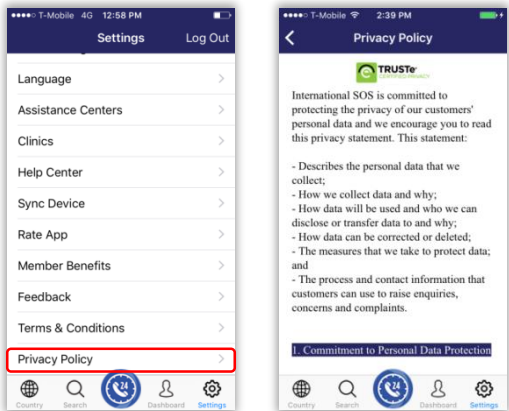 T-Mobile 4G 12:58 PM
Settings Log Out
Language
Assistance Centers
Clinics
Help Center
Sync Device
Rate App
Member Benefits
Feedback
Terms & Conditions
Privacy Policy
24
Country Search Dashboard Settings
T-Mobile 2:39 PM
Privacy Policy
TRUSTe
CERTIFIED PRIVACY
International SOS is committed to
protecting the privacy of our customers'
personal data and we encourage you to read
this privacy statement. This statement:
- Describes the personal data that we
collect;
- How we collect data and why;
- How data will be used and who we can
disclose or transfer data to and why;
- How data can be corrected or deleted;
- The measures that we take to protect data;
and
- The process and contact information that
customers can use to raise enquiries,
concerns and complaints.
1. Commitment to Personal Data Protection
24
Country Search Dashboard Settings